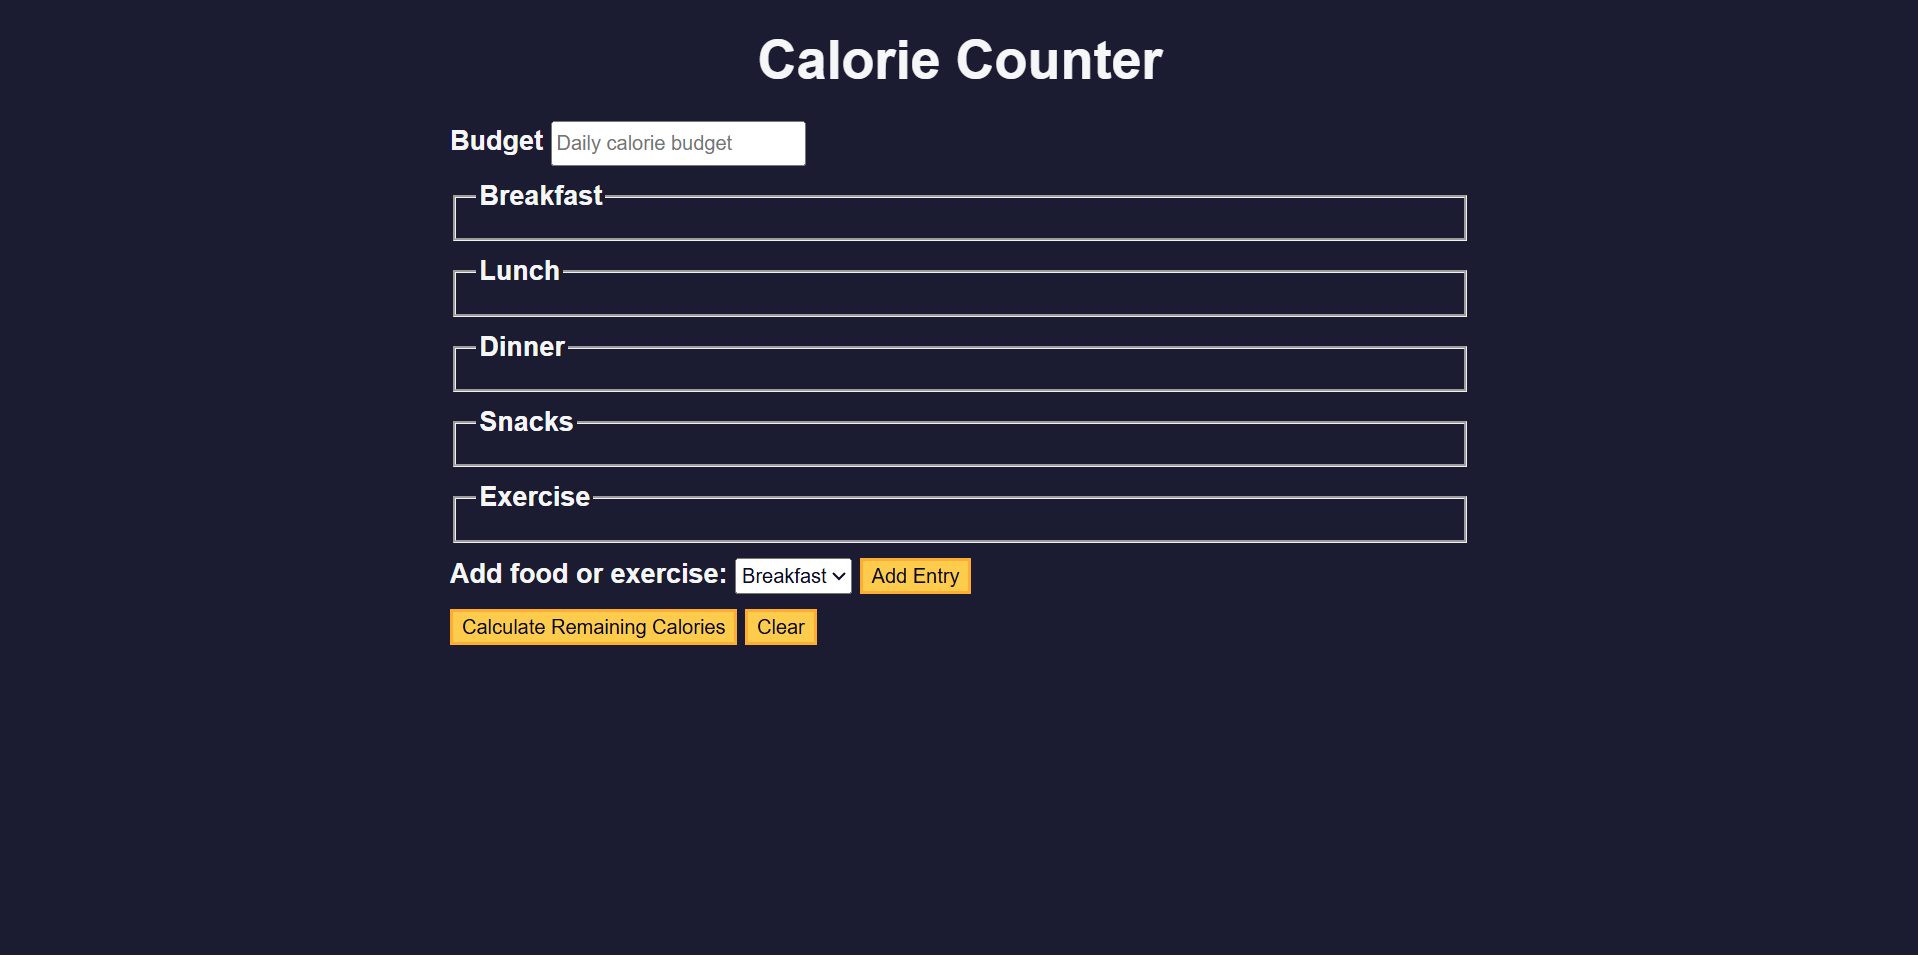 Calorie Counter
Budget Daily calorie budget
Breakfast
Lunch
Dinner
Snacks
Exercise
Add food or exercise: Breakfast Add Entry
Calculate Remaining Calories Clear